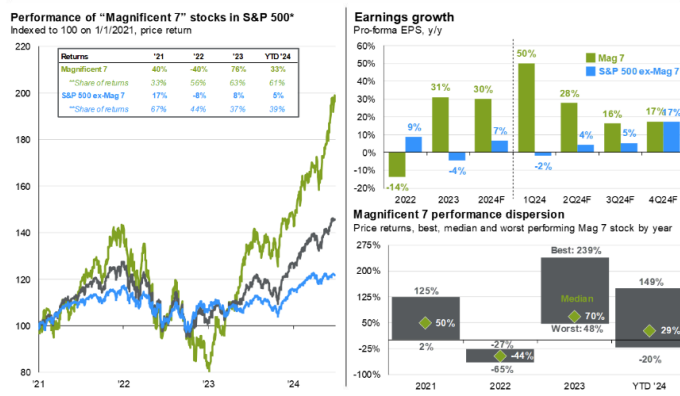 Performance of “Magnificent 7” stocks in S&P 500*
Indexed to 100 on 1/1/2021, price return
220
200
180
160
140
120
100
80
'21 '22 '23 '24
Returns '21 '22 '23 YTD '24
Magnificent 7 40% -40% 76% 33%
**Share of returns 33% 56% 63% 61%
S&P 500 ex-Mag 7 17% -8% 8% 5%
**Share of returns 67% 44% 37% 39%
Earnings growth
Pro-forma EPS, y/y
60%
50%
40%
30%
20%
10%
0%
-10%
-20%
Mag 7
S&P 500 ex-Mag 7
-14% 9% 31% -4% 30% 7% 50% -2% 28% 4% 16% 5% 17% 17%
2022 2023 2024F 1Q24 2Q24F 3Q24F 4Q24F
Magnificent 7 performance dispersion
Price returns, best, median and worst performing Mag 7 stock by year
275%
200%
125%
50%
-25%
-100%
125%
50%
2%
-27%
-44%
-65%
Best: 239%
Median
70%
Worst: 48%
149%
29%
-20%
2021 2022 2023 YTD '24